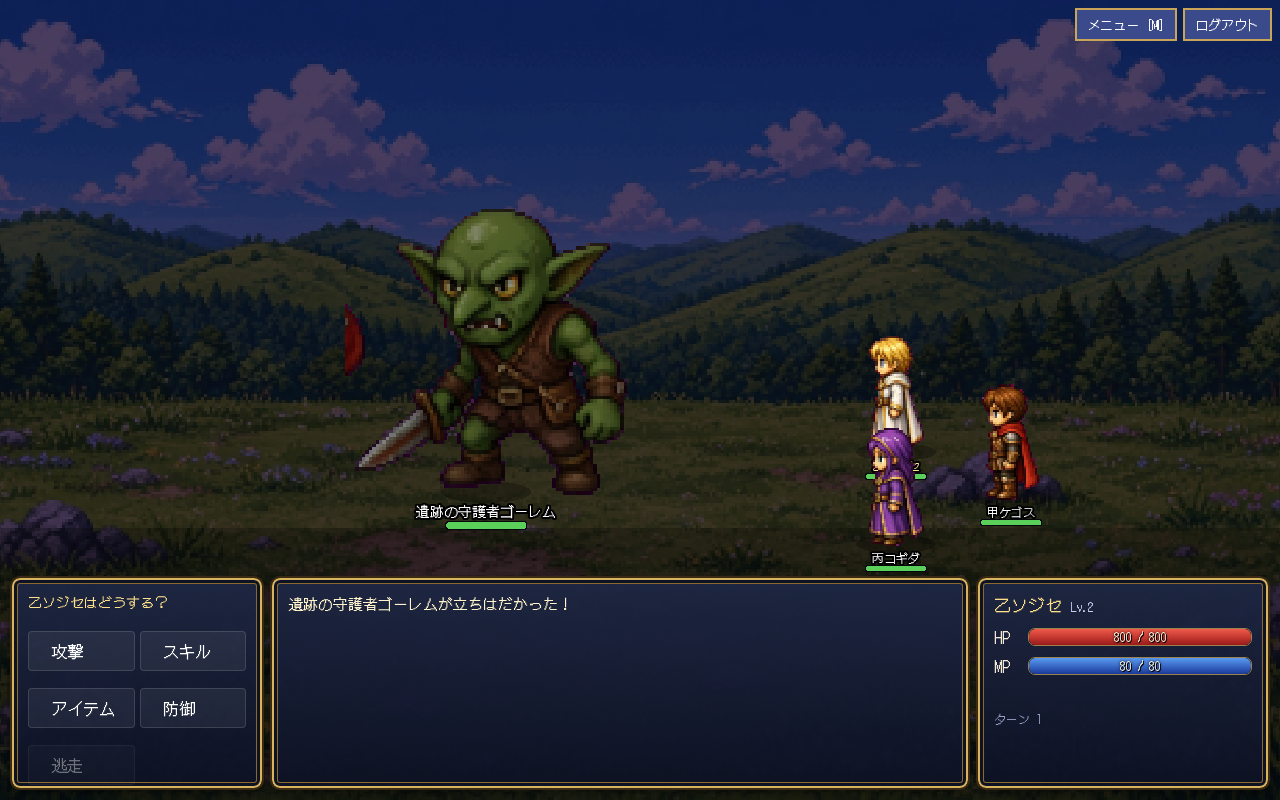 メニュー [M]
ログアウト
遺跡の守護者ゴーレム
甲ケゴス
丙コギダ
乙ソジセはどうする？
攻撃
スキル
アイテム
防御
逃走
遺跡の守護者ゴーレムが立ちはだかった！
乙ソジセ Lv.2
HP 800 / 800
MP 80 / 80
ターン 1